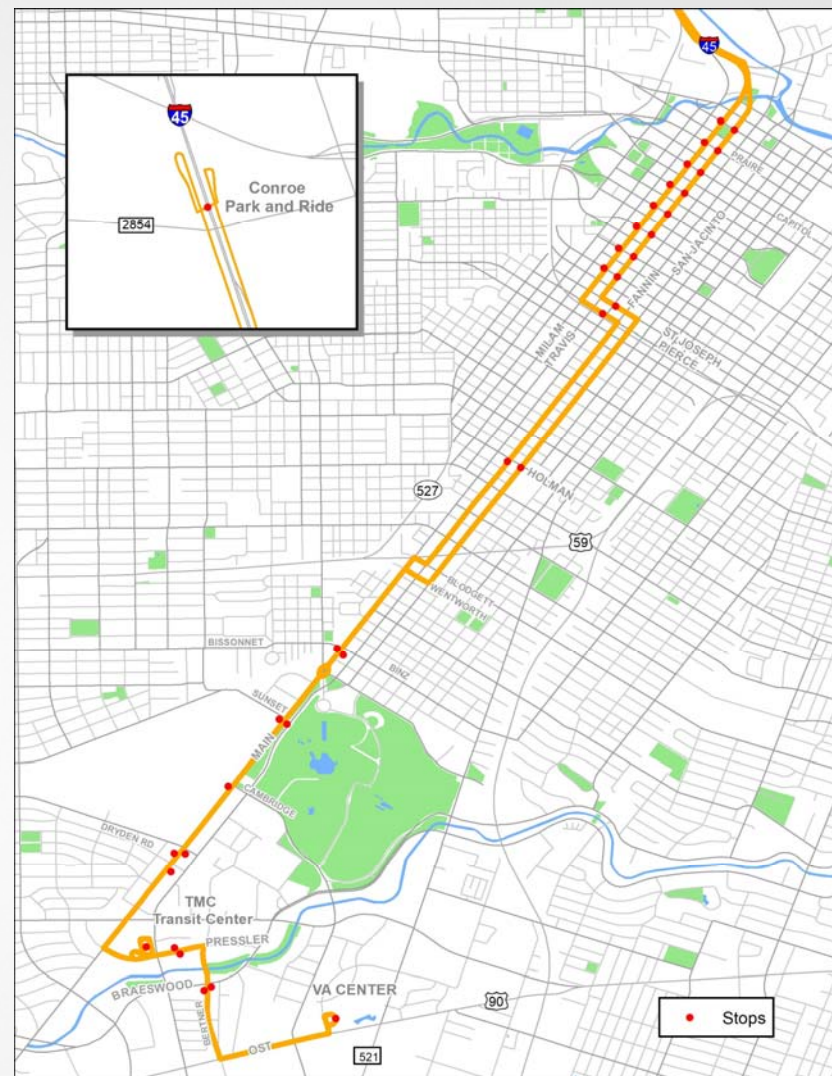 45
45
Conroe
Park and Ride
2854
PRAIRE
CAPITOL
SAN JACINTO
FANNIN
MILAM
TRAVIS
ST JOSEPH
PIERCE
HOLMAN
527
59
BLODGETT
WENTWORTH
BISSONNET
BINZ
SUNSET
MAIN
CAMBRIDGE
DRYDEN RD
TMC
Transit Center
PRESSLER
BRAESWOOD
VA CENTER
90
BERTNER
OST
521
Stops